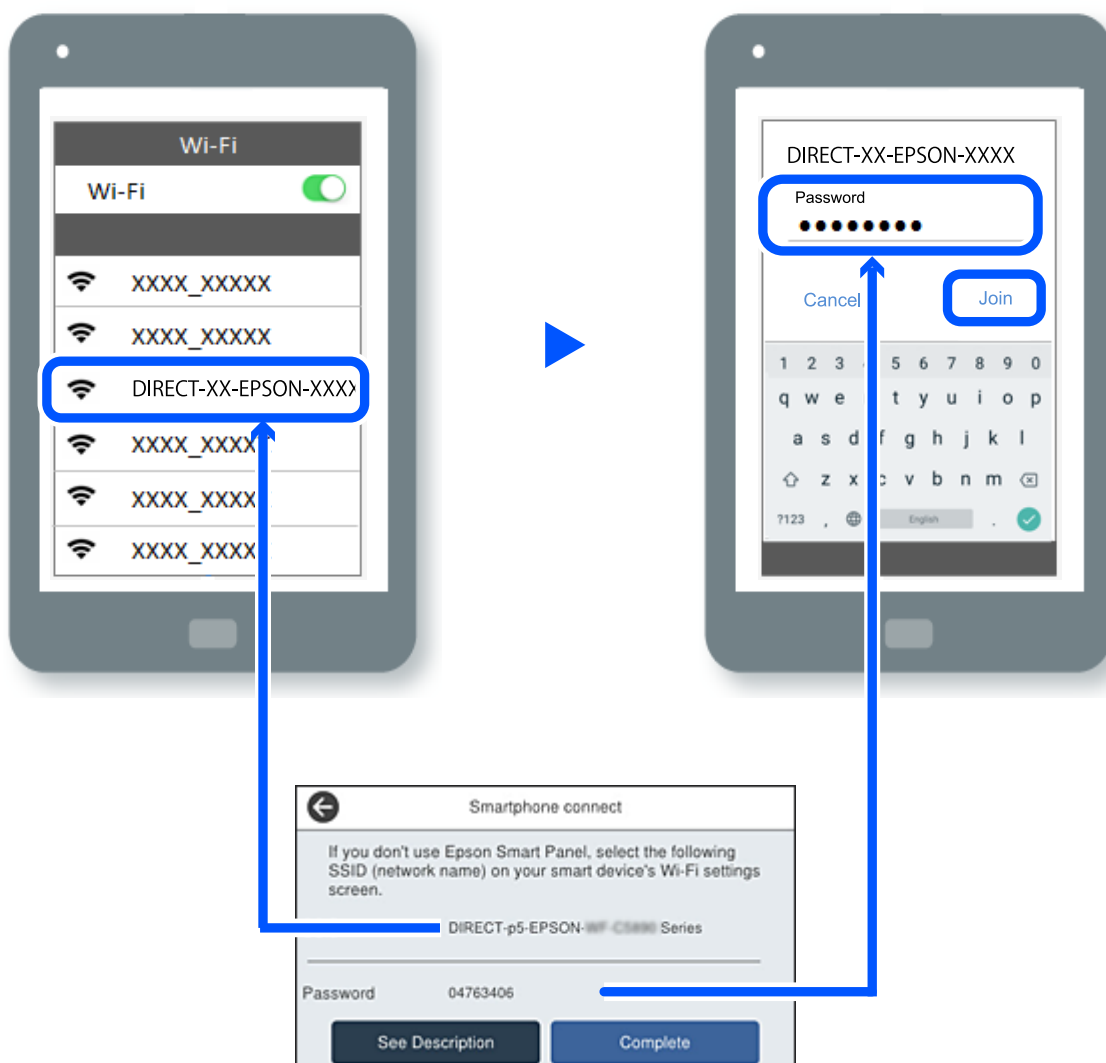 Wi-Fi
Wi-Fi
XXXX_XXXXX
XXXX_XXXXX
DIRECT-XX-EPSON-XXXX
XXXX_XXXX
XXXX_XXXX
XXXX_XXXX
DIRECT-XX-EPSON-XXXX
Password
Cancel
Join
1 2 3 5 6 7 8 9 0
q w e t y u i o p
a s d f g h j k l
z x c v b n m
?123 , English .
Smartphone connect
If you don't use Epson Smart Panel, select the following
SSID (network name) on your smart device's Wi-Fi settings
screen.
DIRECT-p5-EPSON- Series
Password 04763406
See Description
Complete